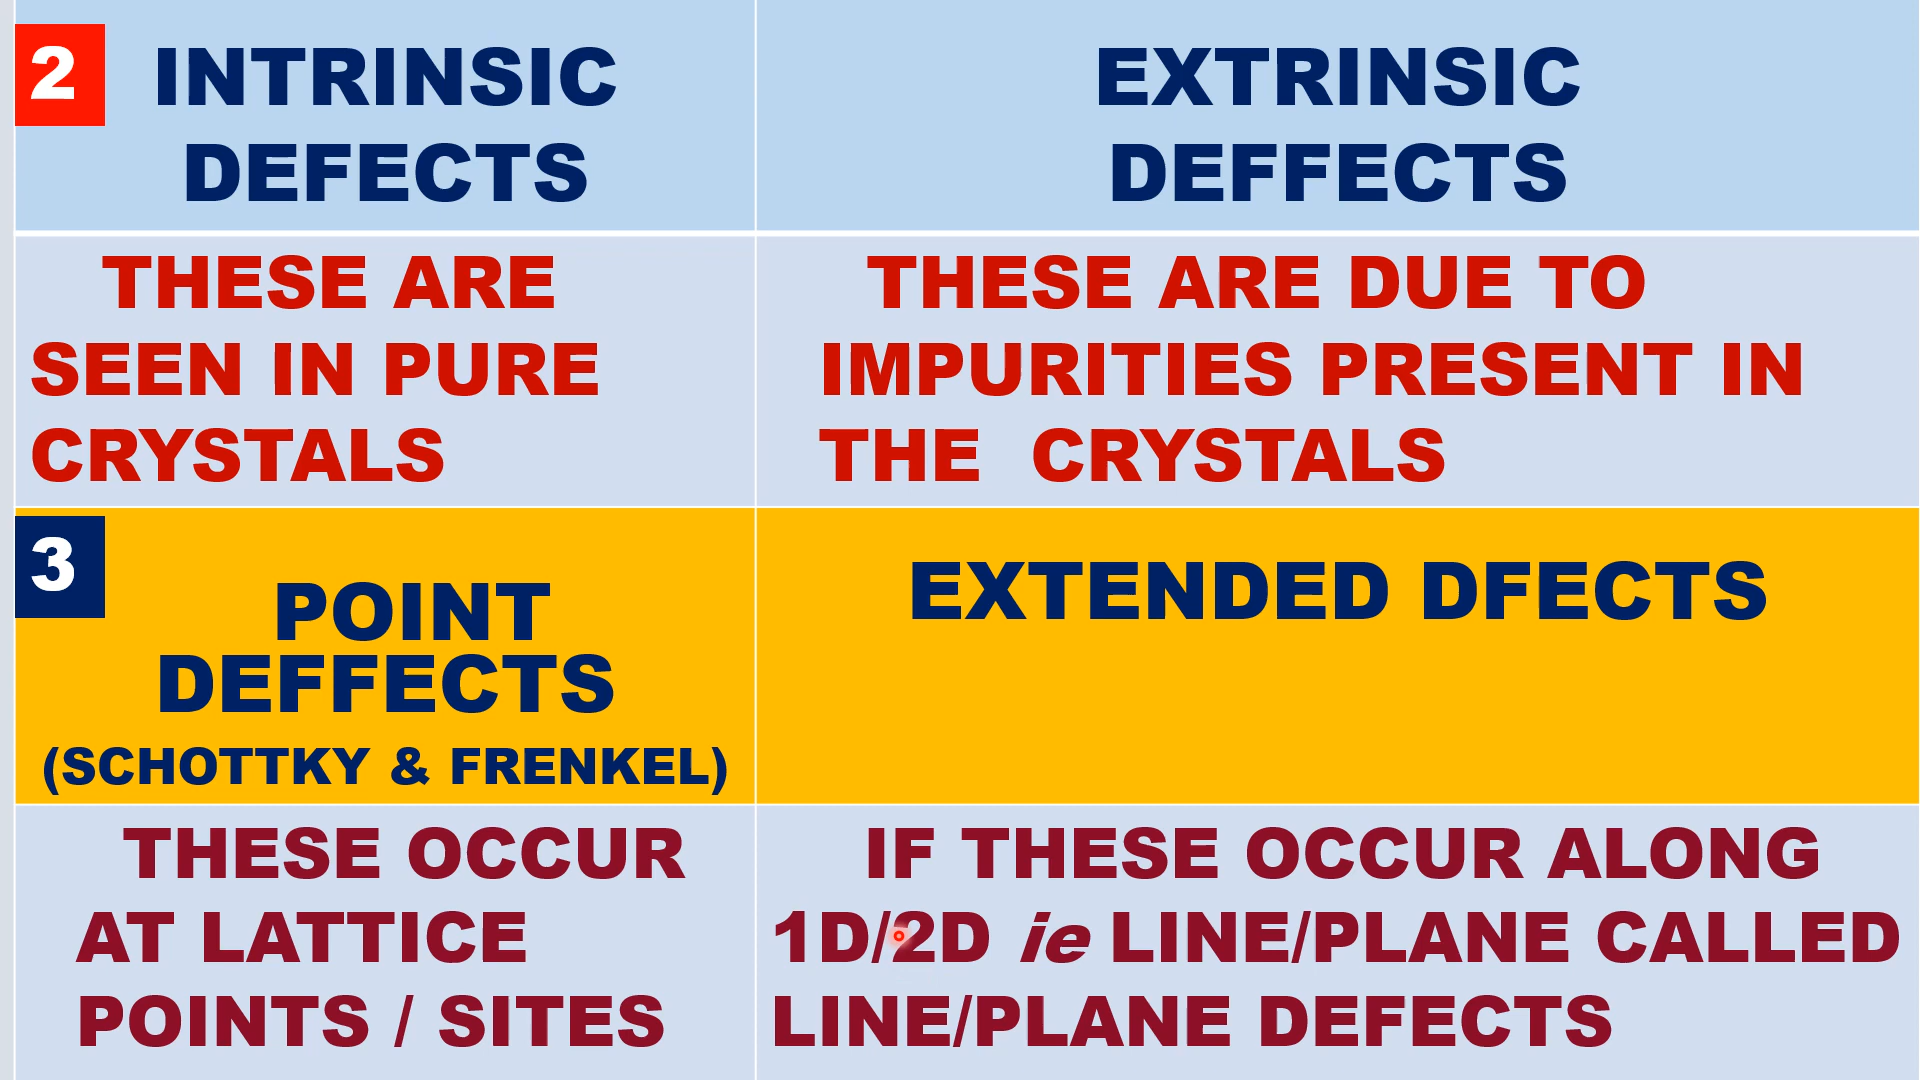 2
INTRINSIC
DEFECTS
EXTRINSIC
DEFFECTS
THESE ARE
SEEN IN PURE
CRYSTALS
THESE ARE DUE TO
IMPURITIES PRESENT IN
THE CRYSTALS
3
POINT
DEFFECTS
(SCHOTTKY & FRENKEL)
EXTENDED DFECTS
THESE OCCUR
AT LATTICE
POINTS / SITES
IF THESE OCCUR ALONG
1D/2D ie LINE/PLANE CALLED
LINE/PLANE DEFECTS